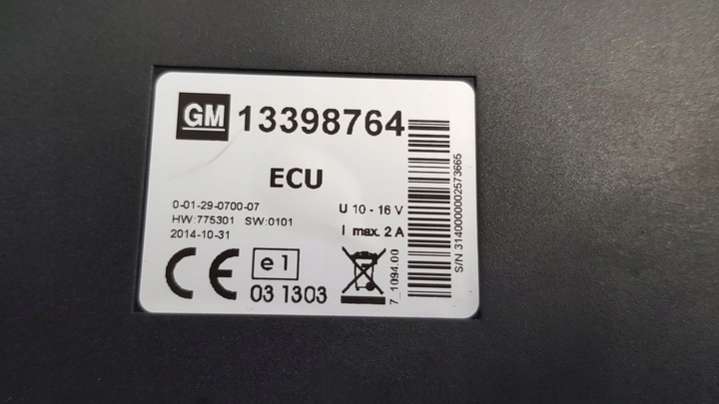 GM 13398764
ECU
0-01-29-0700-07
HW:775301 SW:0101
2014-10-31
U 10 - 16 V
I max. 2 A
CE
e1
03 1303
7_1094.00
S/N 3140000002573665